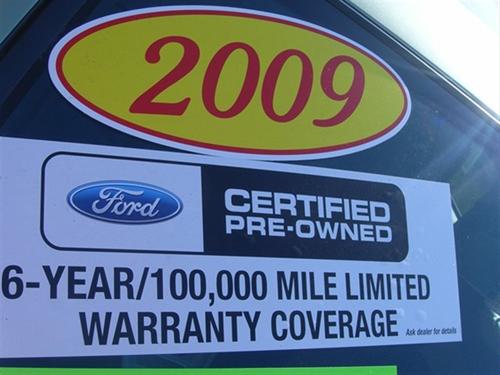 2009
Ford
CERTIFIED
PRE-OWNED
6-YEAR/100,000 MILE LIMITED
WARRANTY COVERAGE Ask dealer for details